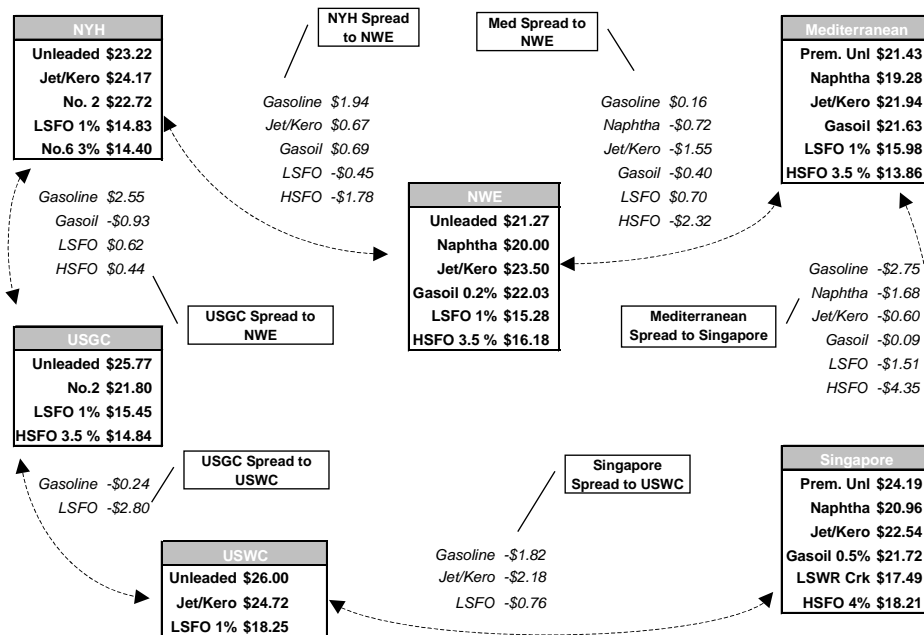 NYH
Unleaded $23.22
Jet/Kero $24.17
No. 2 $22.72
LSFO 1% $14.83
No.6 3% $14.40
NYH Spread
to NWE
Gasoline $1.94
Jet/Kero $0.67
Gasoil $0.69
LSFO -$0.45
HSFO -$1.78
Med Spread to
NWE
Gasoline $0.16
Naphtha -$0.72
Jet/Kero -$1.55
Gasoil -$0.40
LSFO $0.70
HSFO -$2.32
Mediterranean
Prem. Unl $21.43
Naphtha $19.28
Jet/Kero $21.94
Gasoil $21.63
LSFO 1% $15.98
HSFO 3.5 % $13.86
Gasoline $2.55
Gasoil -$0.93
LSFO $0.62
HSFO $0.44
USGC Spread to
NWE
NWE
Unleaded $21.27
Naphtha $20.00
Jet/Kero $23.50
Gasoil 0.2% $22.03
LSFO 1% $15.28
HSFO 3.5 % $16.18
Mediterranean
Spread to Singapore
Gasoline -$2.75
Naphtha -$1.68
Jet/Kero -$0.60
Gasoil -$0.09
LSFO -$1.51
HSFO -$4.35
USGC
Unleaded $25.77
No.2 $21.80
LSFO 1% $15.45
HSFO 3.5 % $14.84
USGC Spread to
USWC
Gasoline -$0.24
LSFO -$2.80
Singapore
Spread to USWC
Gasoline -$1.82
Jet/Kero -$2.18
LSFO -$0.76
Singapore
Prem. Unl $24.19
Naphtha $20.96
Jet/Kero $22.54
Gasoil 0.5% $21.72
LSWR Crk $17.49
HSFO 4% $18.21
USWC
Unleaded $26.00
Jet/Kero $24.72
LSFO 1% $18.25